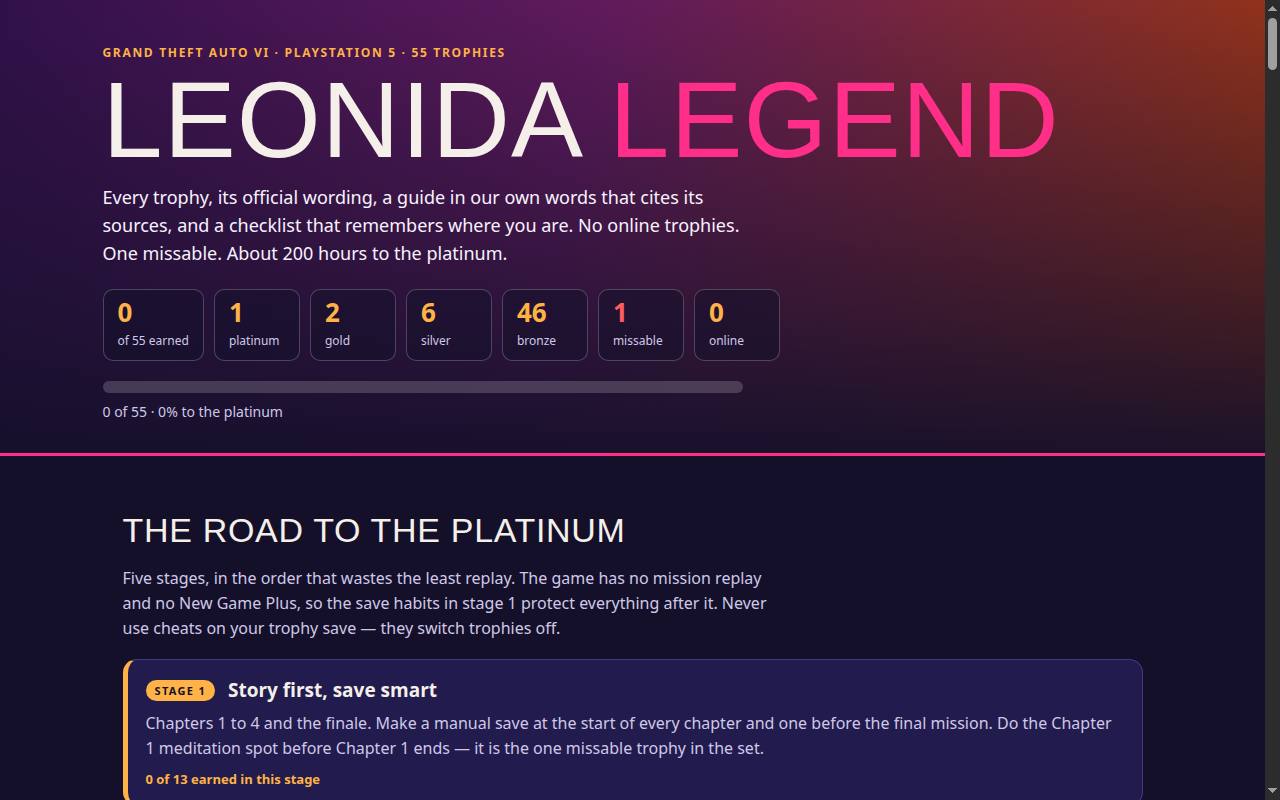 GRAND THEFT AUTO VI · PLAYSTATION 5 · 55 TROPHIES
LEONIDA LEGEND
Every trophy, its official wording, a guide in our own words that cites its
sources, and a checklist that remembers where you are. No online trophies.
One missable. About 200 hours to the platinum.
0
of 55 earned
1
platinum
2
gold
6
silver
46
bronze
1
missable
0
online
0 of 55 · 0% to the platinum
THE ROAD TO THE PLATINUM
Five stages, in the order that wastes the least replay. The game has no mission replay
and no New Game Plus, so the save habits in stage 1 protect everything after it. Never
use cheats on your trophy save — they switch trophies off.
STAGE 1 Story first, save smart
Chapters 1 to 4 and the finale. Make a manual save at the start of every chapter and one before the final mission. Do the Chapter
1 meditation spot before Chapter 1 ends — it is the one missable trophy in the set.
0 of 13 earned in this stage